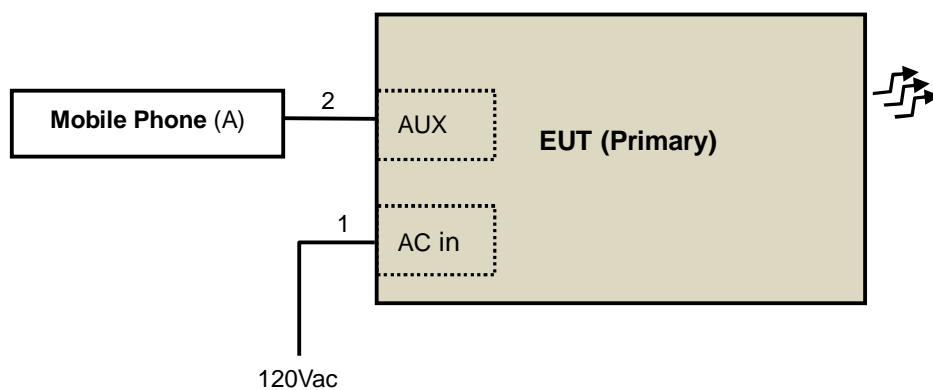 Mobile Phone (A)
2
AUX
EUT (Primary)
1
AC in
120Vac